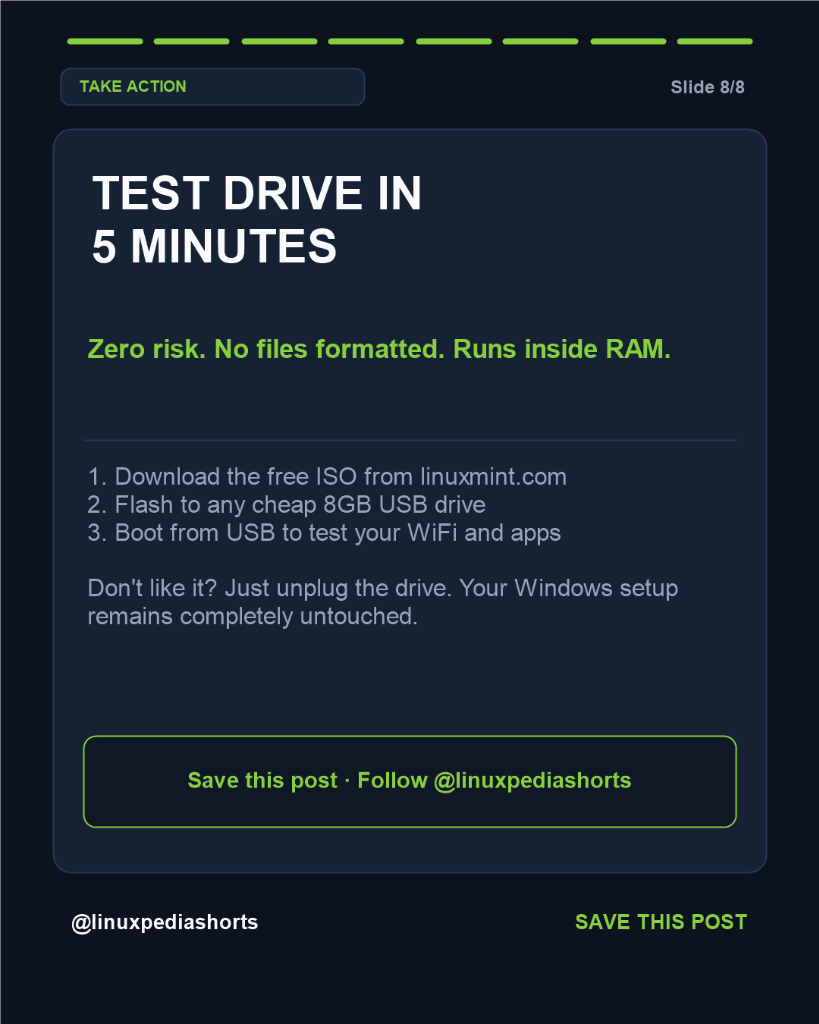 TAKE ACTION
Slide 8/8
TEST DRIVE IN
5 MINUTES
Zero risk. No files formatted. Runs inside RAM.
1. Download the free ISO from linuxmint.com
2. Flash to any cheap 8GB USB drive
3. Boot from USB to test your WiFi and apps
Don't like it? Just unplug the drive. Your Windows setup
remains completely untouched.
Save this post · Follow @linuxpediashorts
@linuxpediashorts
SAVE THIS POST